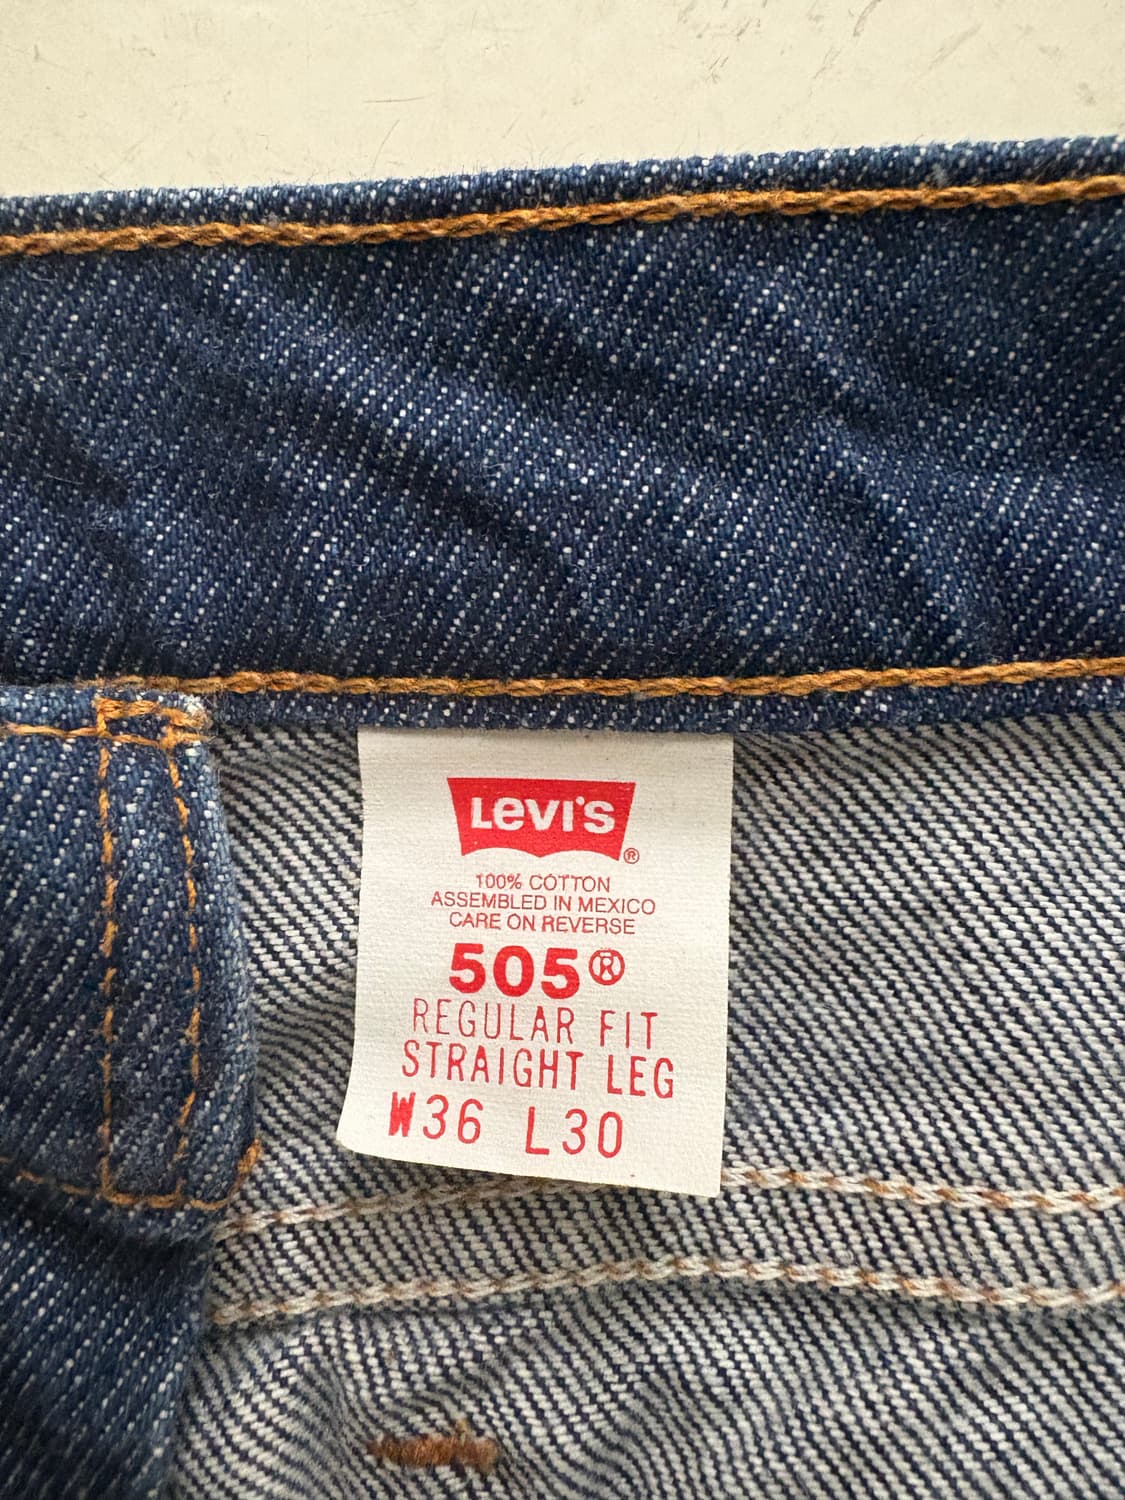 LEVI'S®
100% COTTON
ASSEMBLED IN MEXICO
CARE ON REVERSE
505®
REGULAR FIT
STRAIGHT LEG
W36 L30